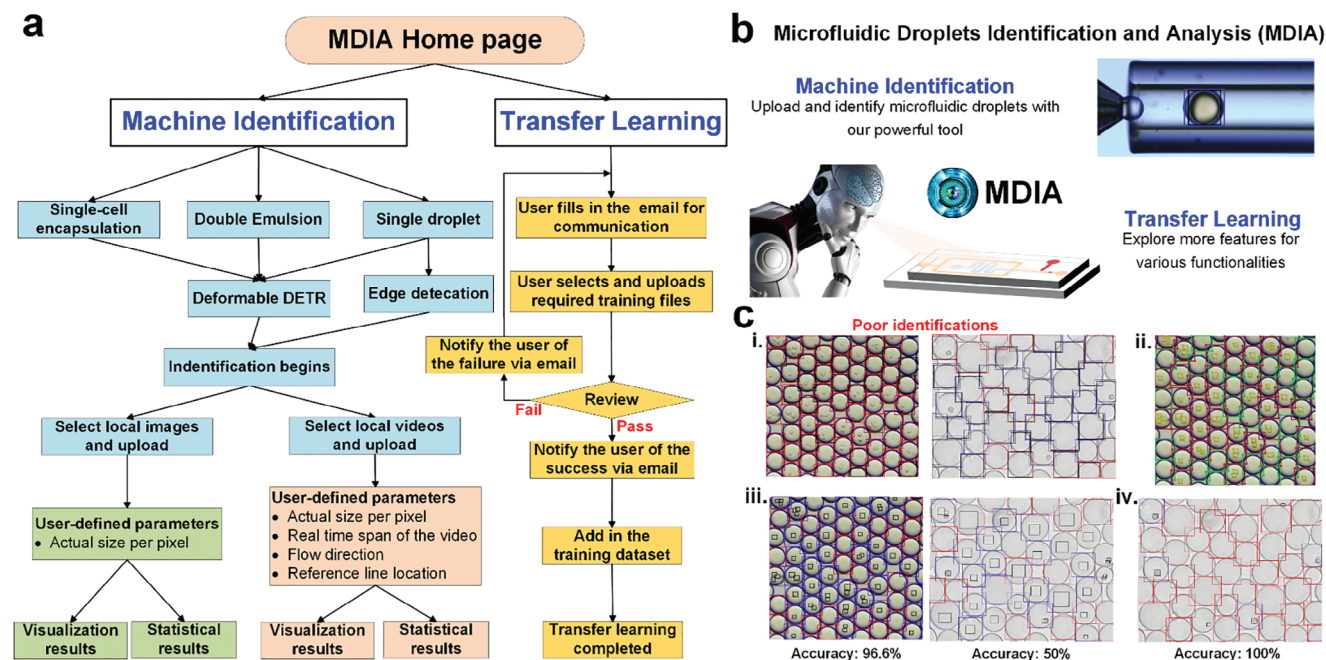 a
MDIA Home page
Machine Identification
Transfer Learning
Single-cell
encapsulation
Double Emulsion
Single droplet
Deformable DETR
Edge detecation
Indentification begins
Select local images
and upload
Select local videos
and upload
User-defined parameters
• Actual size per pixel
User-defined parameters
• Actual size per pixel
• Real time span of the video
• Flow direction
• Reference line location
Visualization
results
Statistical
results
Visualization
results
Statistical
results
User fills in the email for
communication
User selects and uploads
required training files
Notify the user of
the failure via email
Review
Fail
Pass
Notify the user of the
success via email
Add in the
training dataset
Transfer learning
completed
b
Microfluidic Droplets Identification and Analysis (MDIA)
Machine Identification
Upload and identify microfluidic droplets with
our powerful tool
MDIA
Transfer Learning
Explore more features for
various functionalities
c
Poor identifications
i.
ii.
iii.
iv.
Accuracy: 96.6%
Accuracy: 50%
Accuracy: 100%